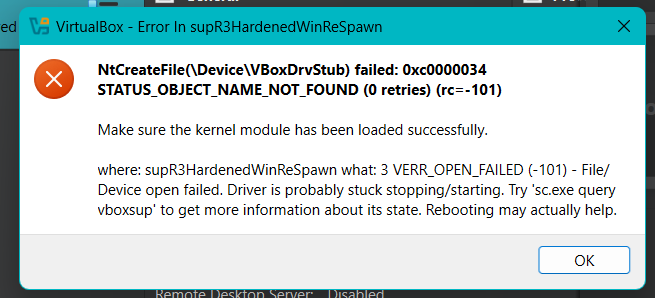 VirtualBox - Error In supR3HardenedWinReSpawn
NtCreateFile(\Device\VBoxDrvStub) failed: 0xc0000034
STATUS_OBJECT_NAME_NOT_FOUND (0 retries) (rc=-101)
Make sure the kernel module has been loaded successfully.
where: supR3HardenedWinReSpawn what: 3 VERR_OPEN_FAILED (-101) - File/
Device open failed. Driver is probably stuck stopping/starting. Try 'sc.exe query
vboxsup' to get more information about its state. Rebooting may actually help.
OK
Remote Desktop Server: Disabled